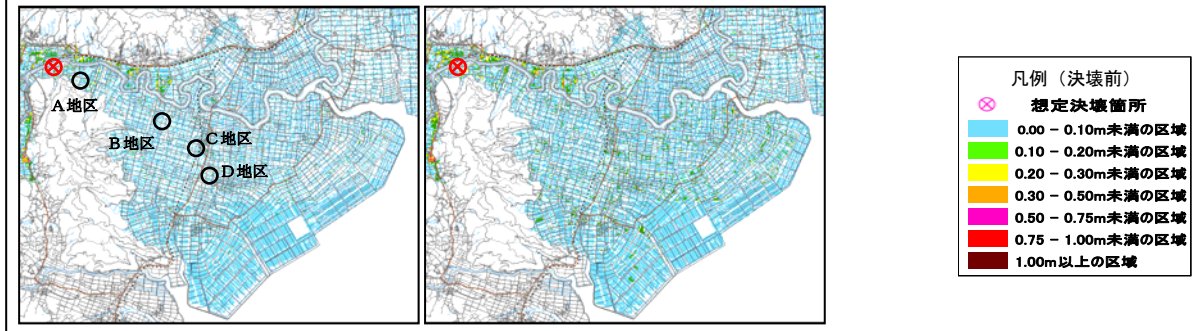 A地区
B地区
C地区
D地区
凡例（決壊前）
想定決壊箇所
0.00 － 0.10m未満の区域
0.10 － 0.20m未満の区域
0.20 － 0.30m未満の区域
0.30 － 0.50m未満の区域
0.50 － 0.75m未満の区域
0.75 － 1.00m未満の区域
1.00m以上の区域